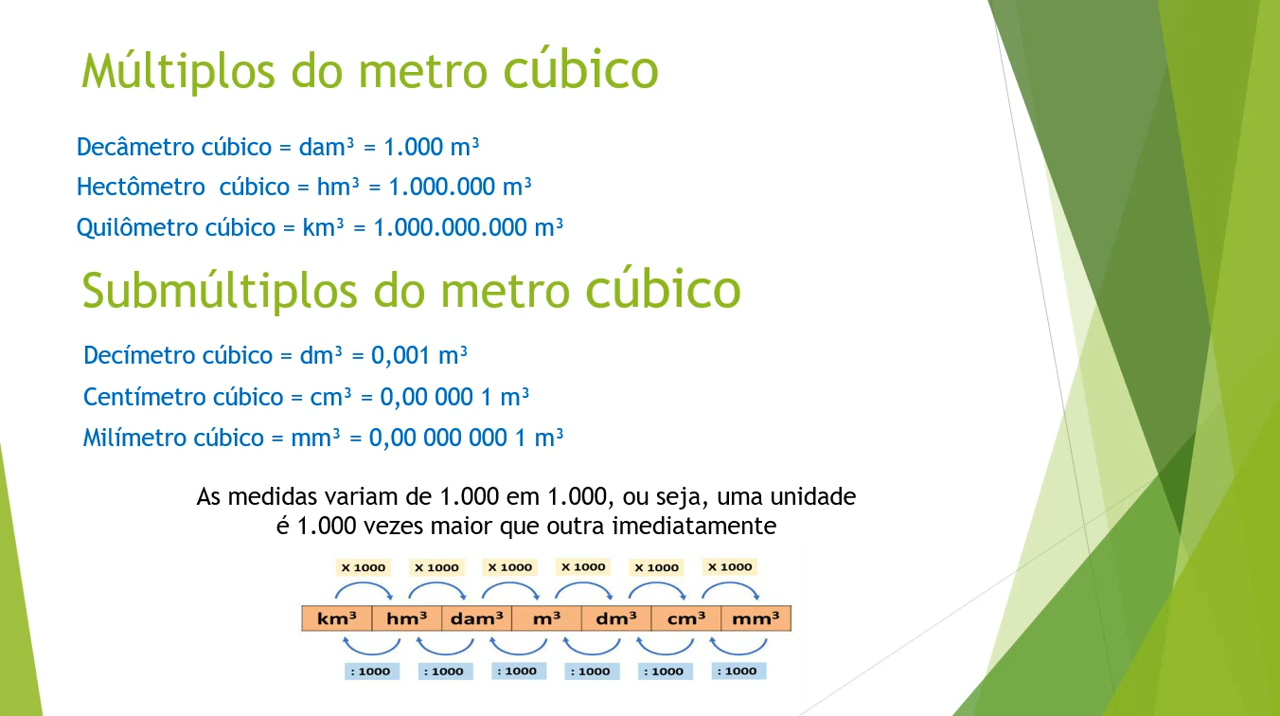 Múltiplos do metro cúbico
Decâmetro cúbico = dam³ = 1.000 m³
Hectômetro  cúbico = hm³ = 1.000.000 m³
Quilômetro cúbico = km³ = 1.000.000.000 m³
Submúltiplos do metro cúbico
Decímetro cúbico = dm³ = 0,001 m³
Centímetro cúbico = cm³ = 0,00 000 1 m³
Milímetro cúbico = mm³ = 0,00 000 000 1 m³
As medidas variam de 1.000 em 1.000, ou seja, uma unidade
é 1.000 vezes maior que outra imediatamente
X 1000 X 1000 X 1000 X 1000 X 1000 X 1000
km³ hm³ dam³ m³ dm³ cm³ mm³
: 1000 : 1000 : 1000 : 1000 : 1000 : 1000